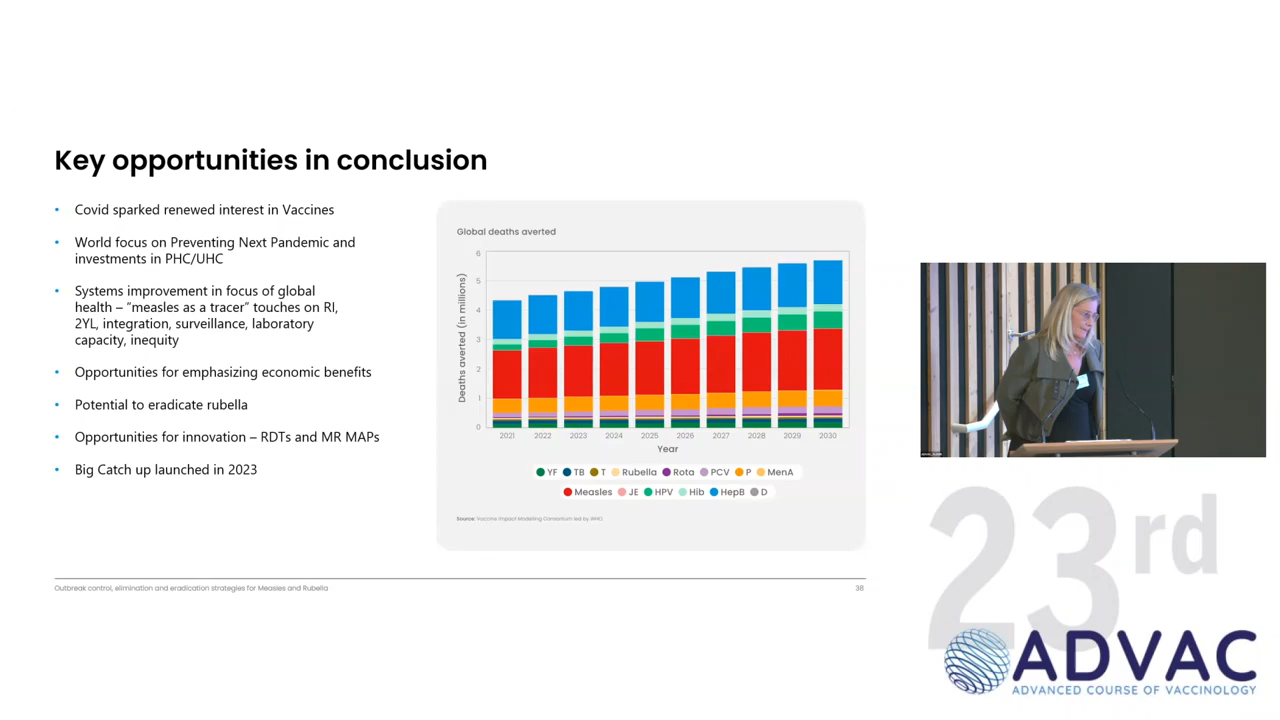 Key opportunities in conclusion
• Covid sparked renewed interest in Vaccines
• World focus on Preventing Next Pandemic and
investments in PHC/UHC
• Systems improvement in focus of global
health – "measles as a tracer" touches on RI,
2YL, integration, surveillance, laboratory
capacity, inequity
• Opportunities for emphasizing economic benefits
• Potential to eradicate rubella
• Opportunities for innovation – RDTs and MR MAPs
• Big Catch up launched in 2023
Global deaths averted
Deaths averted (in millions)
6
5
4
3
2
1
0
2021 2022 2023 2024 2025 2026 2027 2028 2029 2030
Year
YF TB T Rubella Rota PCV P MenA
Measles JE HPV Hib HepB D
Source: Vaccine Impact Modelling Consortium led by WHO
Outbreak control, elimination and eradication strategies for Measles and Rubella
38
23rd
ADVAC
ADVANCED COURSE OF VACCINOLOGY